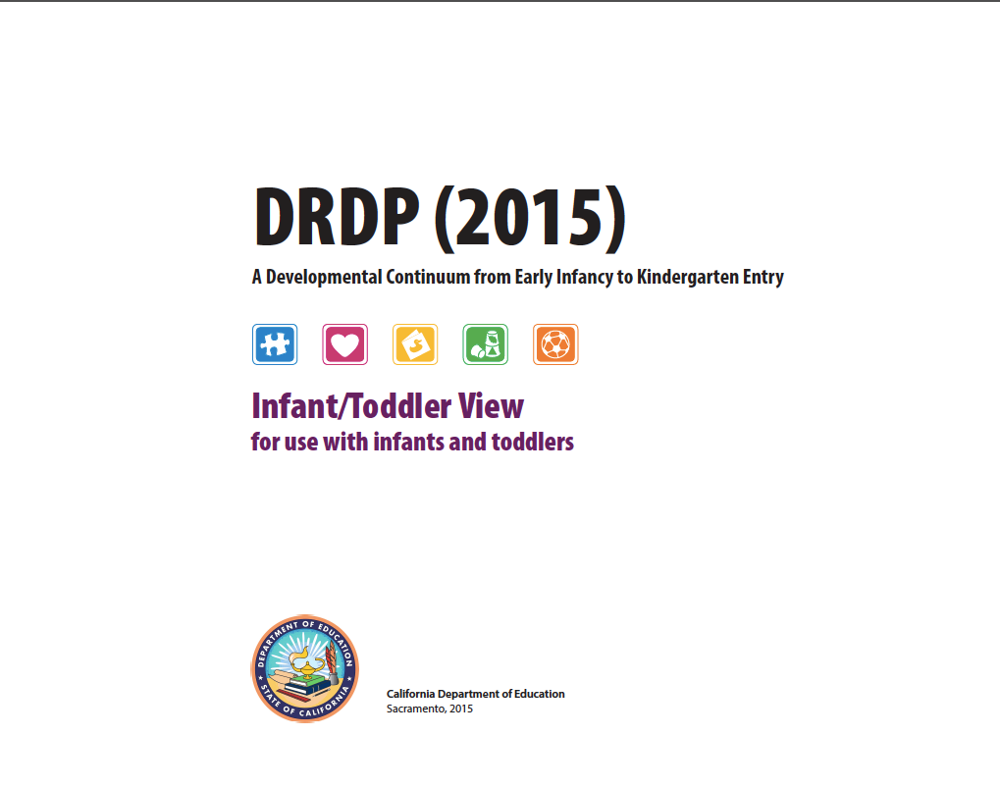 DRDP (2015)
A Developmental Continuum from Early Infancy to Kindergarten Entry
S
Infant/Toddler View
for use with infants and toddlers
DEPARTMENT OF EDUCATION
STATE OF CALIFORNIA
California Department of Education
Sacramento, 2015